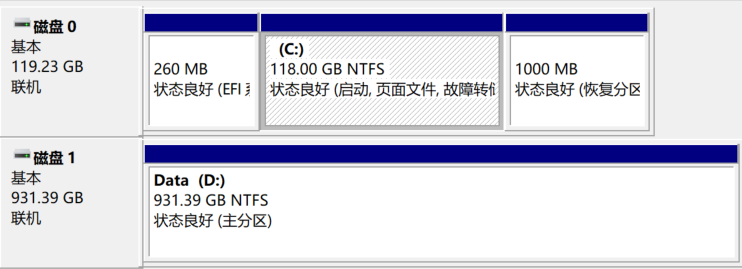 磁盘 0
基本
119.23 GB
联机
260 MB
状态良好 (EFI
(C:)
118.00 GB NTFS
状态良好 (启动, 页面文件, 故障转
1000 MB
状态良好 (恢复分区
磁盘 1
基本
931.39 GB
联机
Data (D:)
931.39 GB NTFS
状态良好 (主分区)